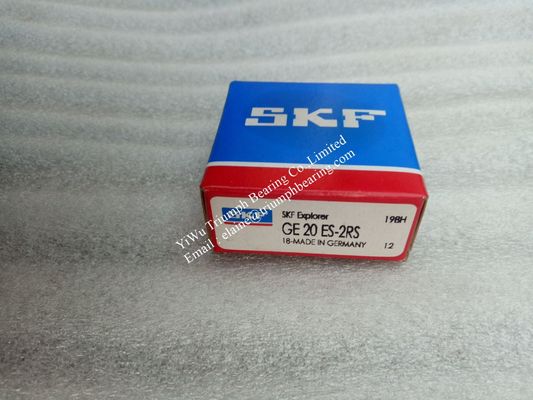 SKF
SKF
SKF Explorer
198H
GE 20 ES-2RS
18-MADE IN GERMANY
12
YiWu Triumph Bearing Co.,Limited
Email : elaine@triumphbearing.com